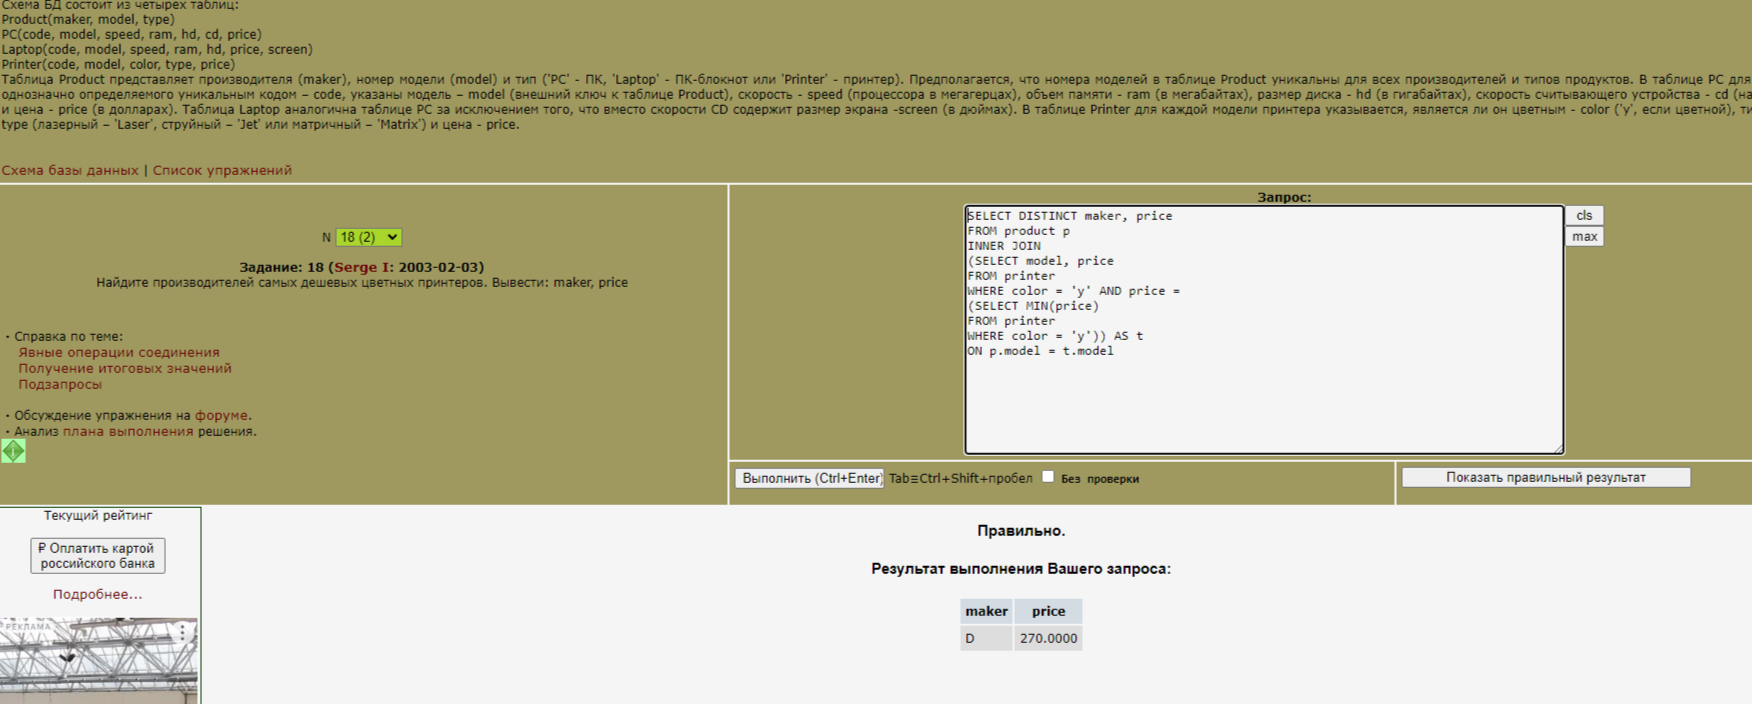 Схема БД состоит из четырех таблиц:
Product(maker, model, type)
PC(code, model, speed, ram, hd, cd, price)
Laptop(code, model, speed, ram, hd, price, screen)
Printer(code, model, color, type, price)
Таблица Product представляет производителя (maker), номер модели (model) и тип ('PC' - ПК, 'Laptop' - ПК-блокнот или 'Printer' - принтер). Предполагается, что номера моделей в таблице Product уникальны для всех производителей и типов продуктов. В таблице PC для
однозначно определяемого уникальным кодом – code, указаны модель – model (внешний ключ к таблице Product), скорость - speed (процессора в мегагерцах), объем памяти - ram (в мегабайтах), размер диска - hd (в гигабайтах), скорость считывающего устройства - cd (на
и цена - price (в долларах). Таблица Laptop аналогична таблице PC за исключением того, что вместо скорости CD содержит размер экрана -screen (в дюймах). В таблице Printer для каждой модели принтера указывается, является ли он цветным - color ('y', если цветной), ти
type (лазерный – 'Laser', струйный – 'Jet' или матричный – 'Matrix') и цена - price.
Схема базы данных | Список упражнений
N 18 (2)
Задание: 18 (Serge I: 2003-02-03)
Найдите производителей самых дешевых цветных принтеров. Вывести: maker, price
· Справка по теме:
Явные операции соединения
Получение итоговых значений
Подзапросы
· Обсуждение упражнения на форуме.
· Анализ плана выполнения решения.
Запрос:
SELECT DISTINCT maker, price
FROM product p
INNER JOIN
(SELECT model, price
FROM printer
WHERE color = 'y' AND price =
(SELECT MIN(price)
FROM printer
WHERE color = 'y')) AS t
ON p.model = t.model
cls
max
Выполнить (Ctrl+Enter) Tab≡Ctrl+Shift+пробел Без проверки
Показать правильный результат
Текущий рейтинг
₽ Оплатить картой
российского банка
Подробнее...
РЕКЛАМА
Правильно.
Результат выполнения Вашего запроса:
maker price
D 270.0000